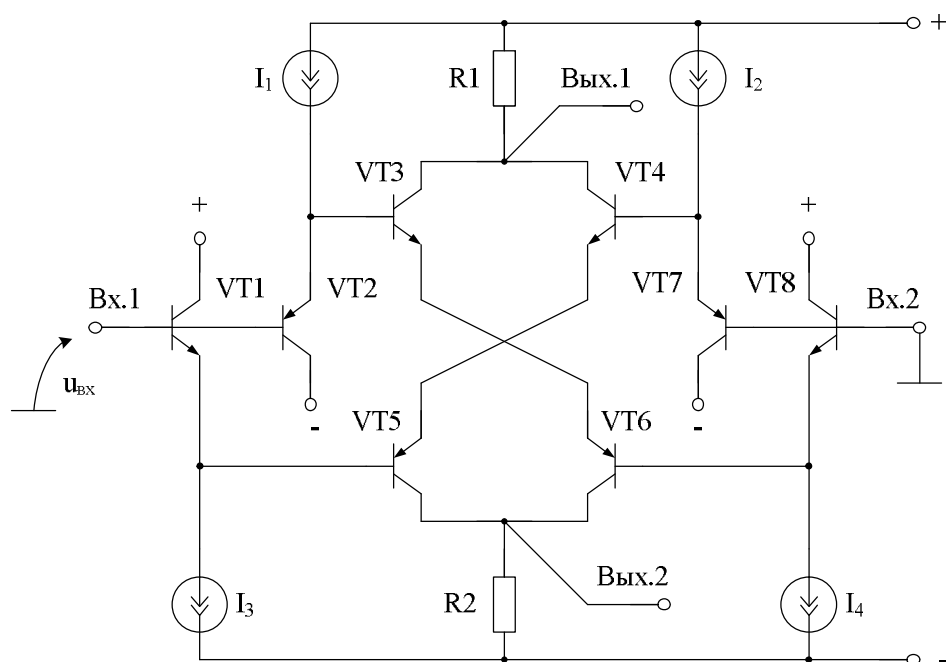 +
I₁
R1
Вых.1
I₂
VT3
VT4
+
+
Вх.1
VT1
VT2
VT7
VT8
Вх.2
uвх
-
VT5
VT6
-
Вых.2
I₃
R2
I₄
-